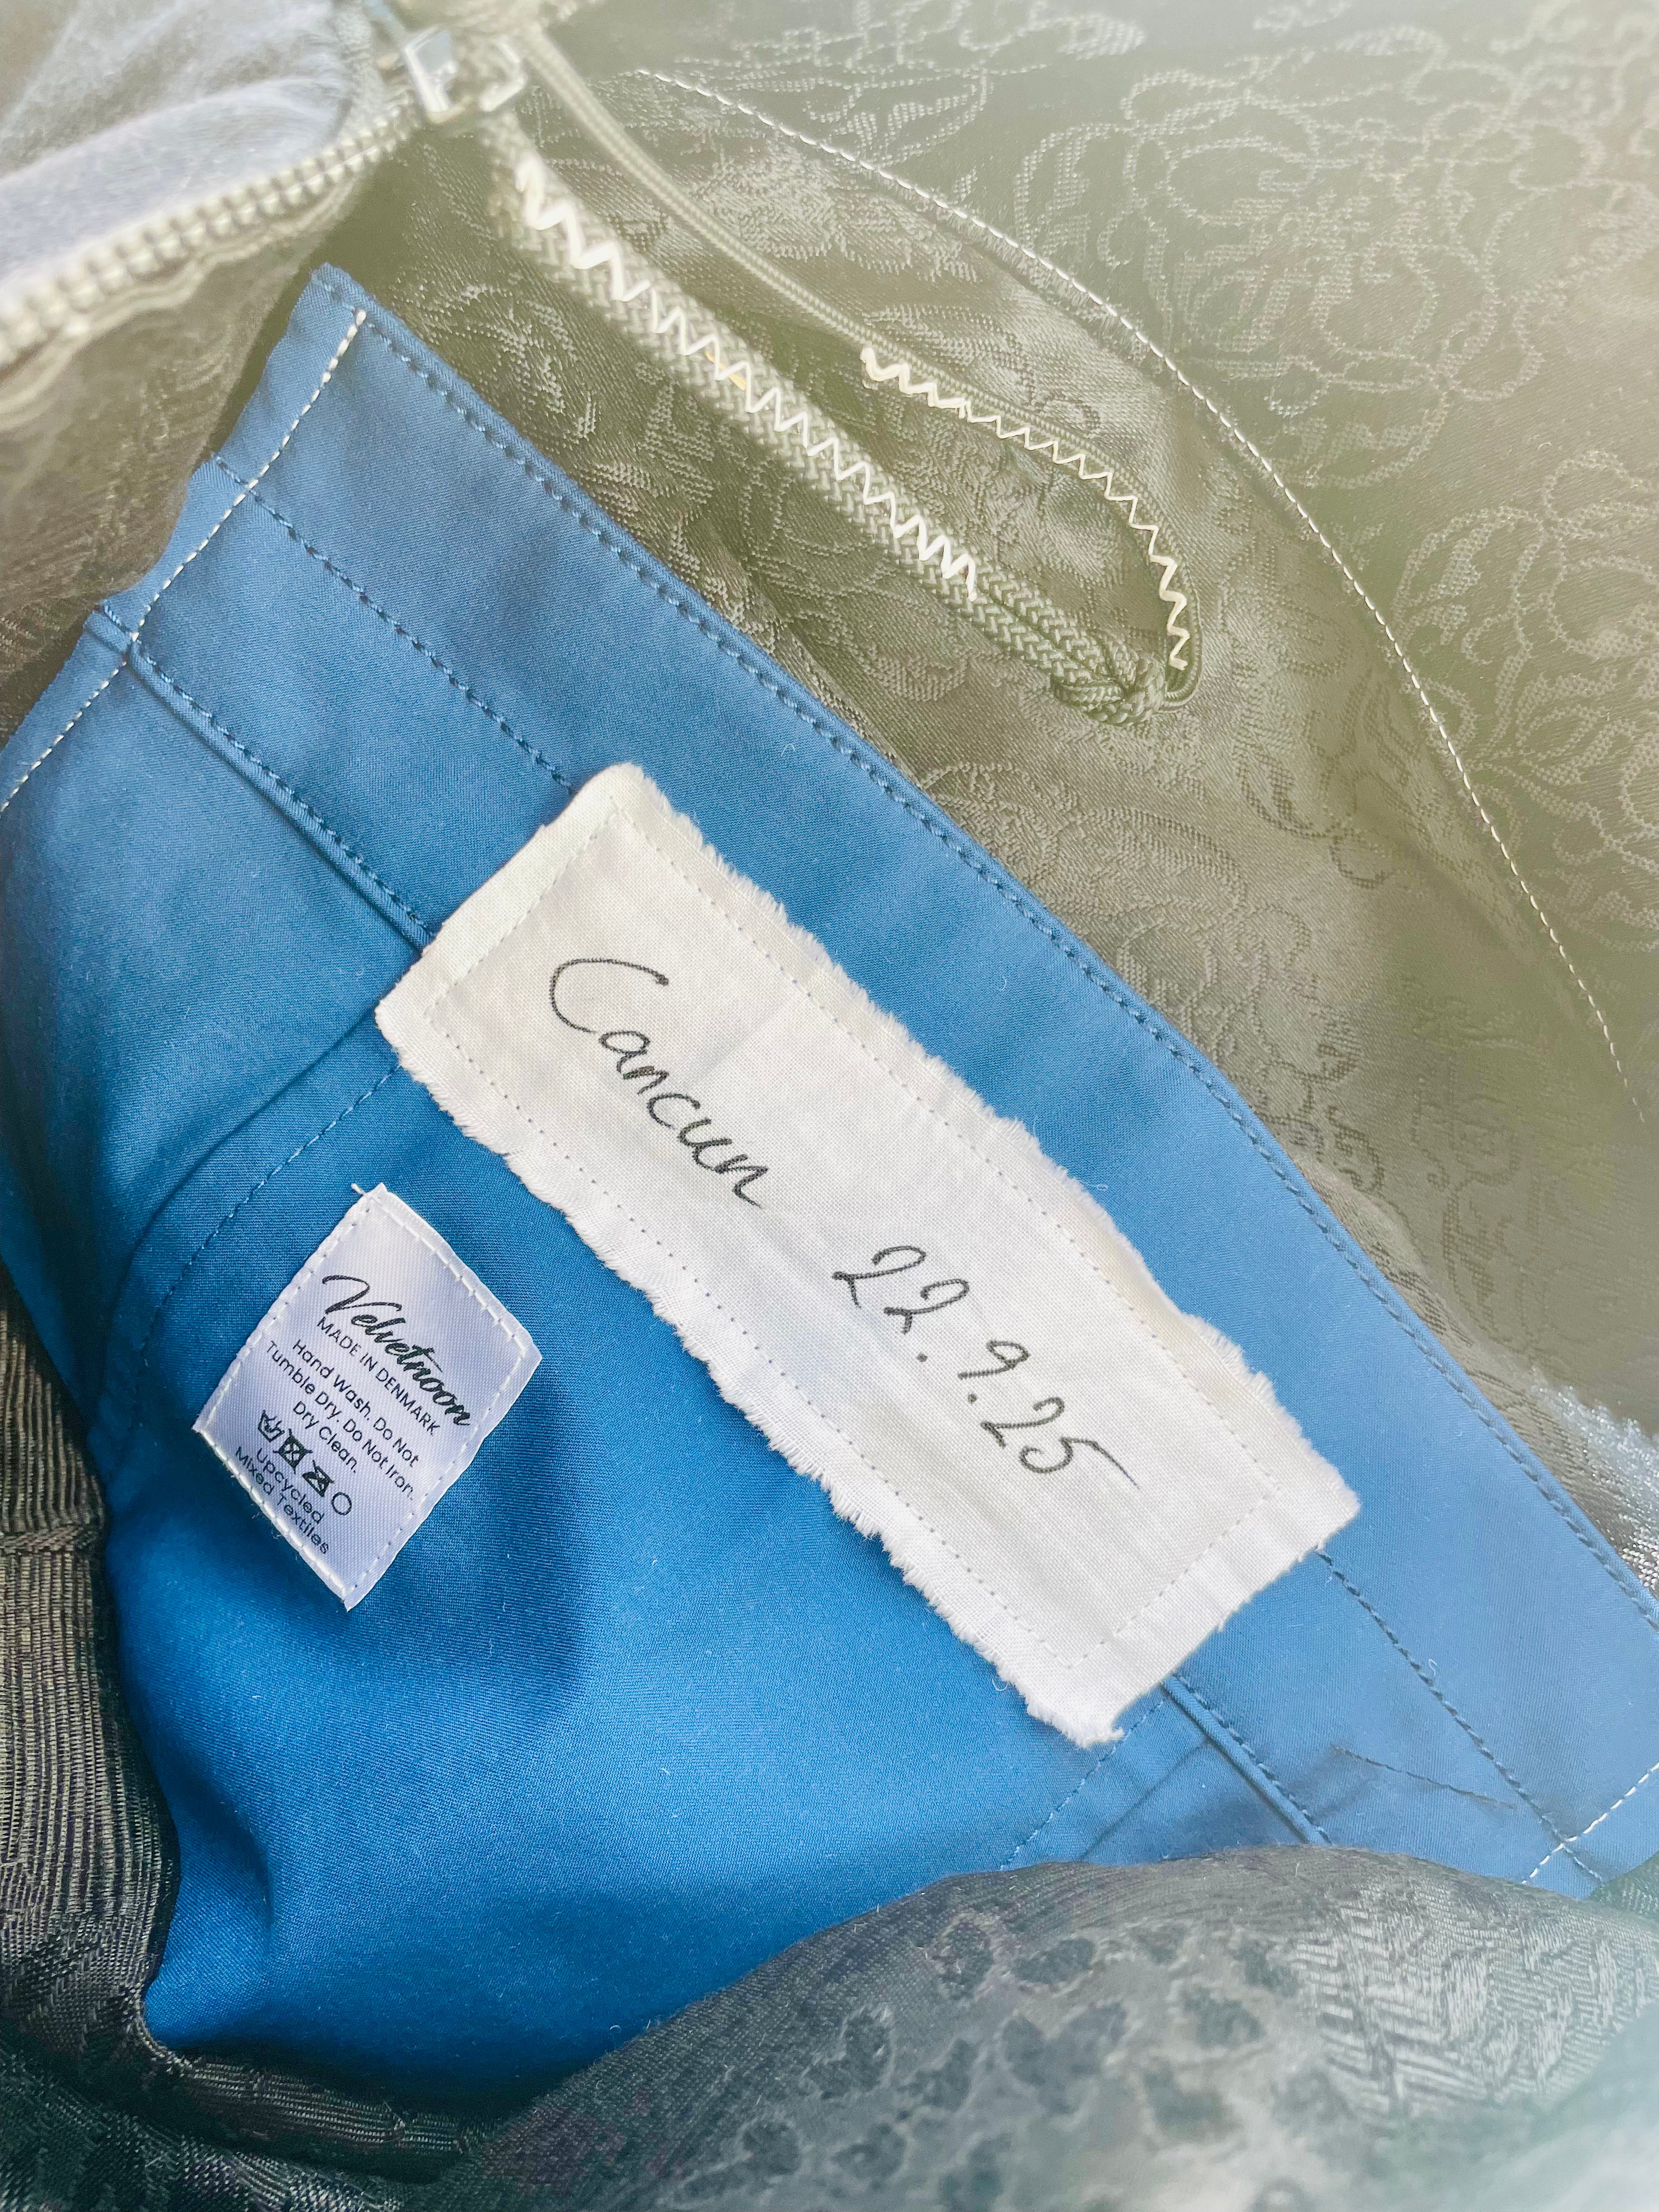 Cancun 22.9.25
Velvetmoon
MADE IN DENMARK
Hand Wash. Do Not
Tumble Dry. Do Not Iron.
Dry Clean.
Upcycled
Mixed Textiles